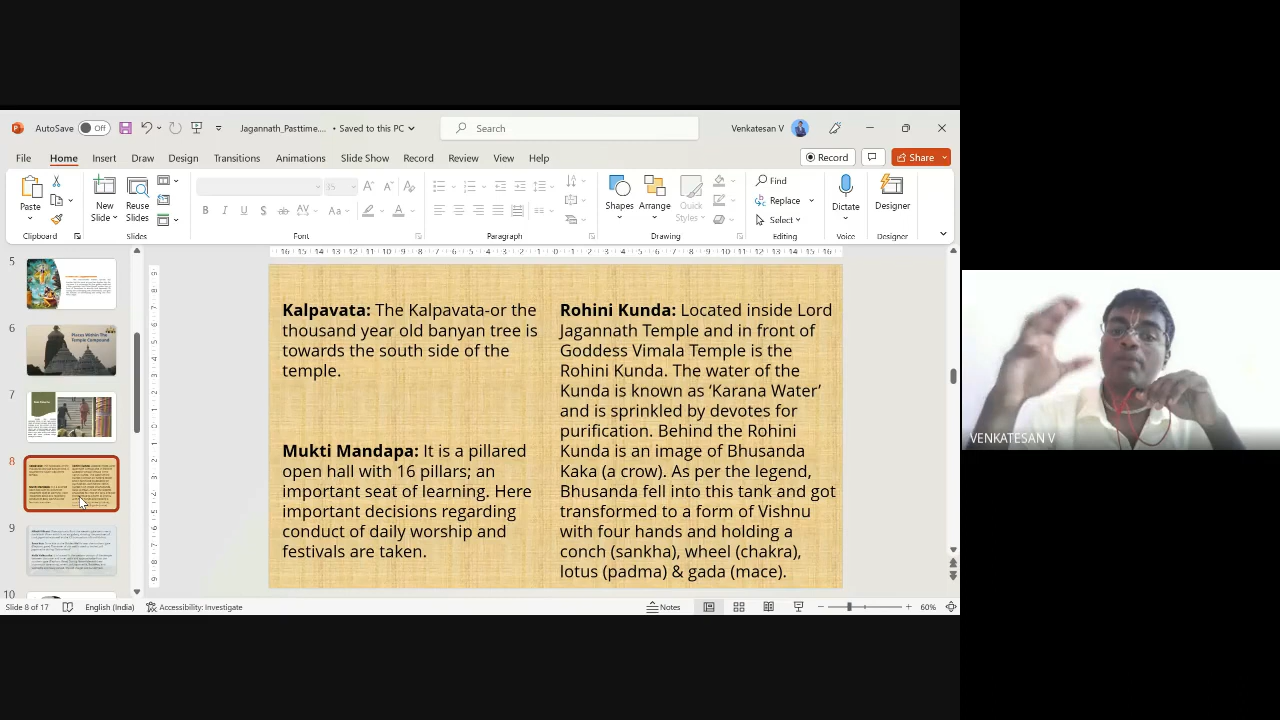 AutoSave Off Jagannath_Pasttime.... • Saved to this PC Search Venkatesan V
File Home Insert Draw Design Transitions Animations Slide Show Record Review View Help Record Share
Paste New Slide Reuse Slides Shapes Arrange Quick Styles Find Replace Select Dictate Designer
Clipboard Slides Font Paragraph Drawing Editing Voice Designer
5
6
Places Within The
Temple Compound
7
8
9
10
Kalpavata: The Kalpavata-or the
thousand year old banyan tree is
towards the south side of the
temple.
Mukti Mandapa: It is a pillared
open hall with 16 pillars an
important seat of learning, were
important decisions regarding
conduct of daily worship and
festivals are taken.
Rohini Kunda: Located inside Lord
Jagannath Temple and in front of
Goddess Vimala Temple is the
Rohini Kunda. The water of the
Kunda is known as ‘Karana Water’
and is sprinkled by devotes for
purification. Behind the Rohini
Kunda is an image of Bhusanda
Kaka (a crow). As per the legend,
Bhusanda fell into this tank and got
transformed to a form of Vishnu
with four hands and holding a
conch (sankha), wheel (chakra),
lotus (padma) & gada (mace).
Slide 8 of 17 English (India) Accessibility: Investigate Notes 60%
VENKATESAN V